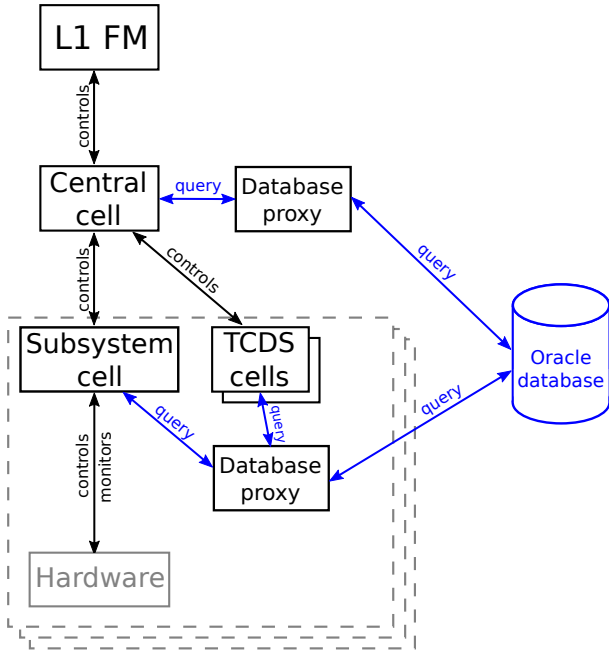 L1 FM
controls
Central
cell
query
Database
proxy
controls
controls
query
Subsystem
cell
TCDS
cells
Oracle
database
query
query
query
controls
monitors
Database
proxy
Hardware